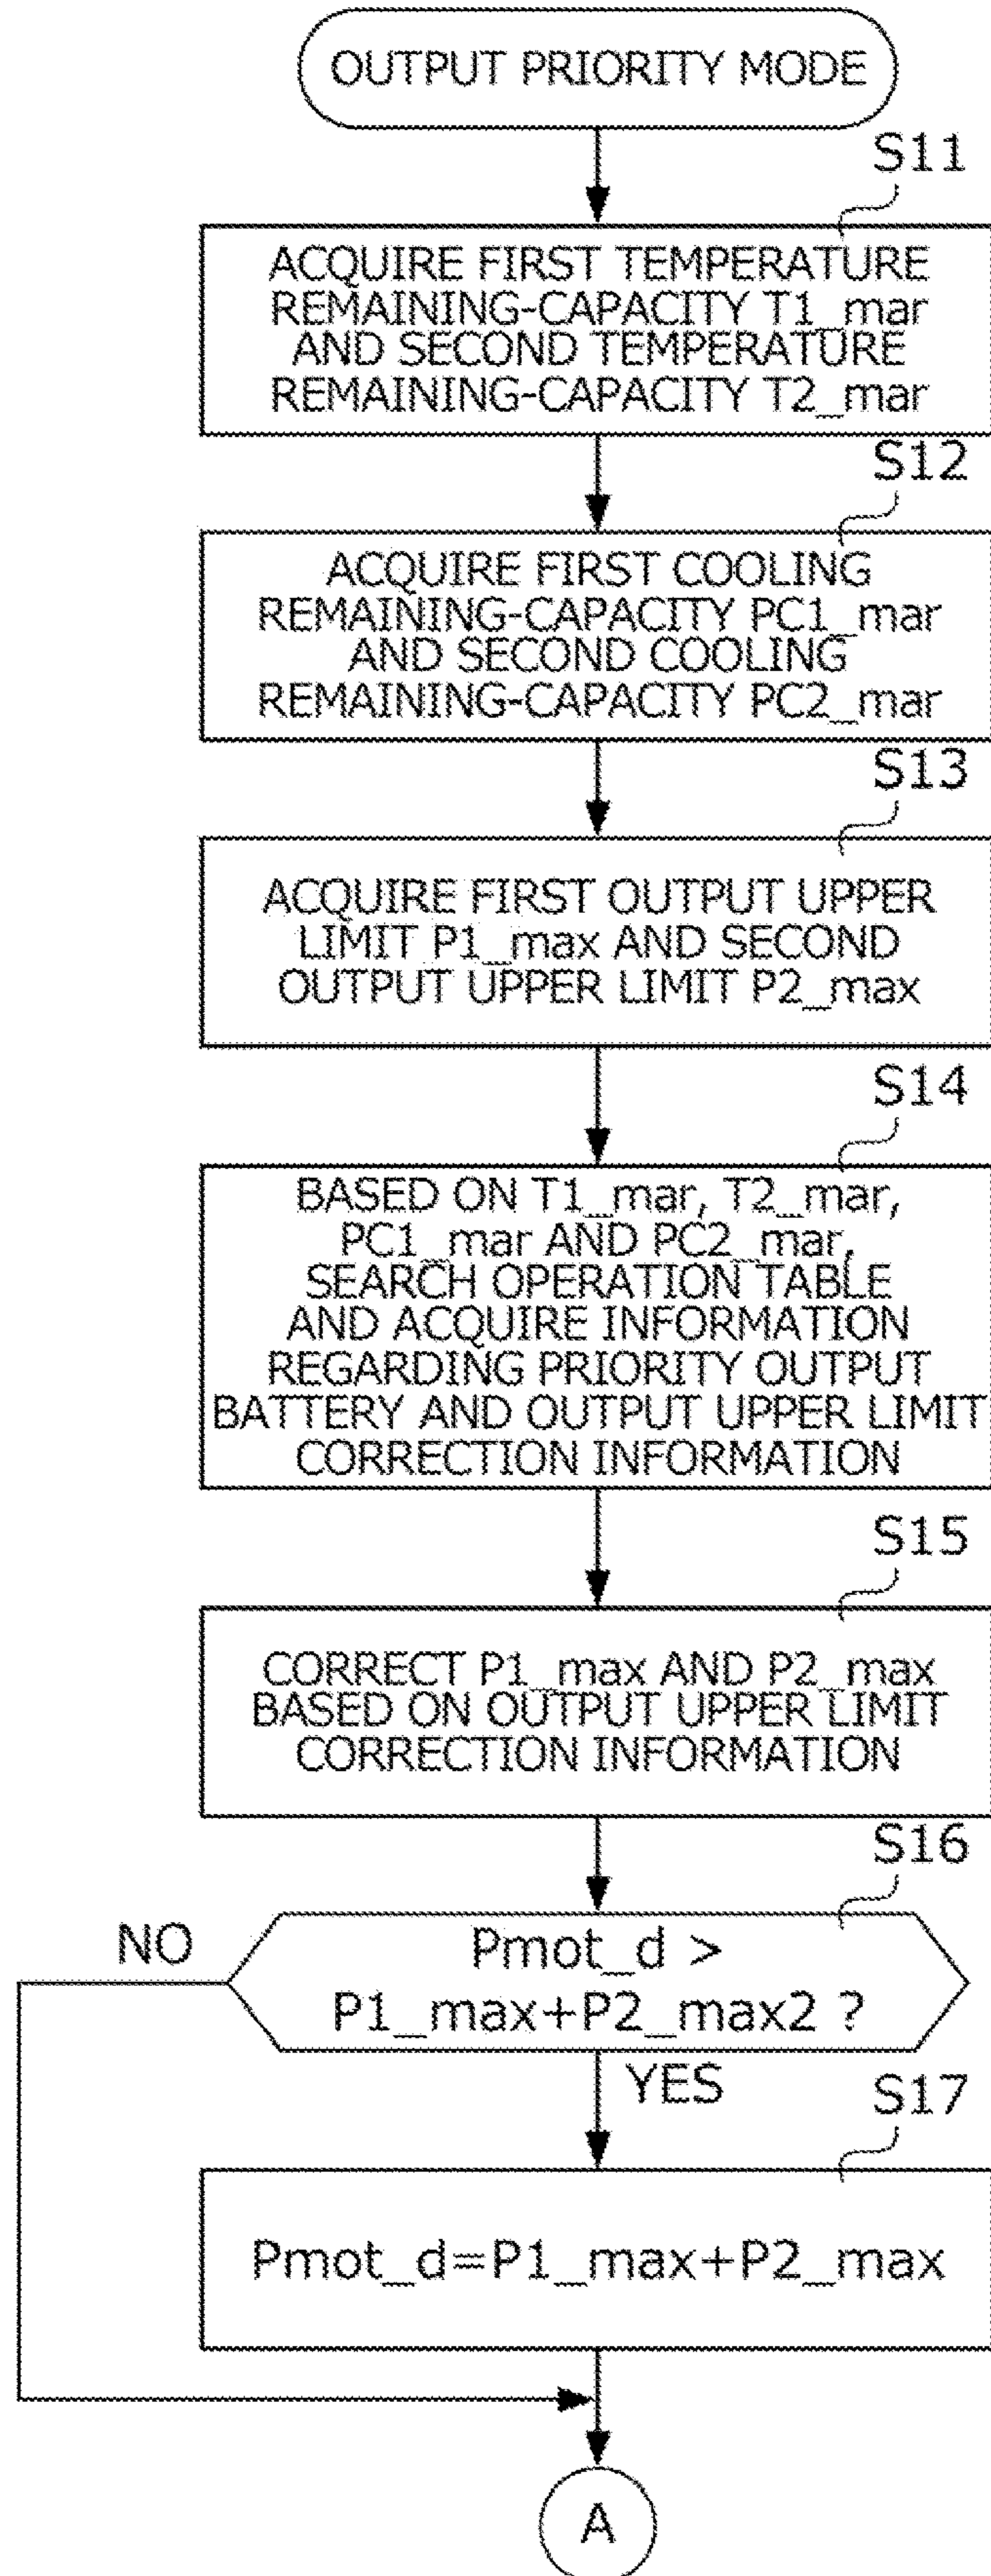 OUTPUT PRIORITY MODE
S11
ACQUIRE FIRST TEMPERATURE
REMAINING-CAPACITY T1_mar
AND SECOND TEMPERATURE
REMAINING-CAPACITY T2_mar
S12
ACQUIRE FIRST COOLING
REMAINING-CAPACITY PC1_mar
AND SECOND COOLING
REMAINING-CAPACITY PC2_mar
S13
ACQUIRE FIRST OUTPUT UPPER
LIMIT P1_max AND SECOND
OUTPUT UPPER LIMIT P2_max
S14
BASED ON T1_mar, T2_mar,
PC1_mar AND PC2_mar,
SEARCH OPERATION TABLE
AND ACQUIRE INFORMATION
REGARDING PRIORITY OUTPUT
BATTERY AND OUTPUT UPPER LIMIT
CORRECTION INFORMATION
S15
CORRECT P1_max AND P2_max
BASED ON OUTPUT UPPER LIMIT
CORRECTION INFORMATION
S16
NO
Pmot_d >
P1_max+P2_max2 ?
YES
S17
Pmot_d=P1_max+P2_max
A